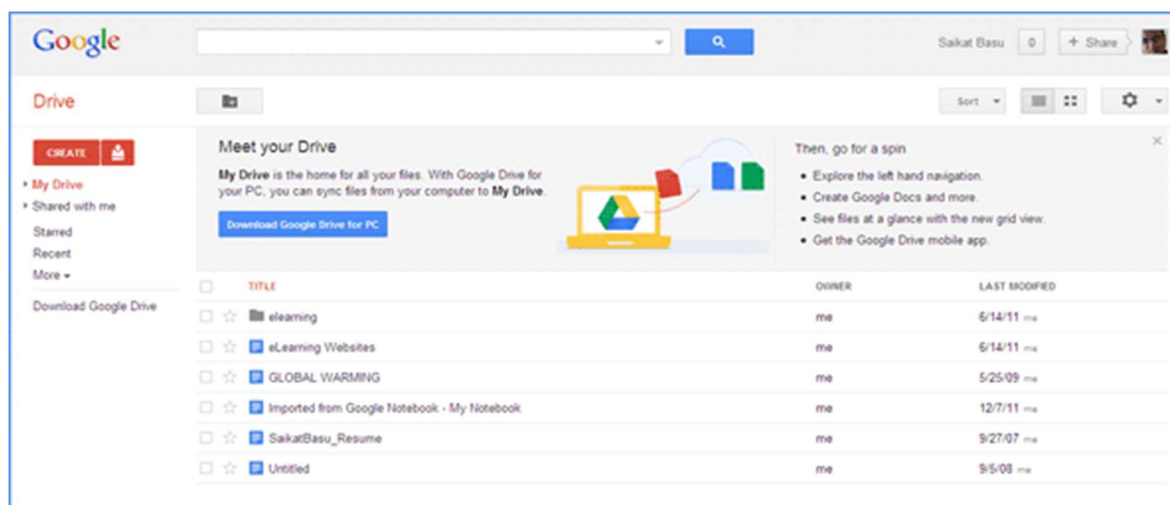 Google
Saikat Basu 0 + Share
Drive
Sort
CREATE
My Drive
Shared with me
Starred
Recent
More
Download Google Drive
Meet your Drive
My Drive is the home for all your files. With Google Drive for
your PC, you can sync files from your computer to My Drive.
Download Google Drive for PC
Then, go for a spin
• Explore the left hand navigation.
• Create Google Docs and more.
• See files at a glance with the new grid view.
• Get the Google Drive mobile app.
TITLE OWNER LAST MODIFIED
elearning me 6/14/11 me
eLearning Websites me 6/14/11 me
GLOBAL WARMING me 5/25/09 me
Imported from Google Notebook - My Notebook me 12/7/11 me
SaikatBasu_Resume me 9/27/07 me
Untitled me 9/5/08 me